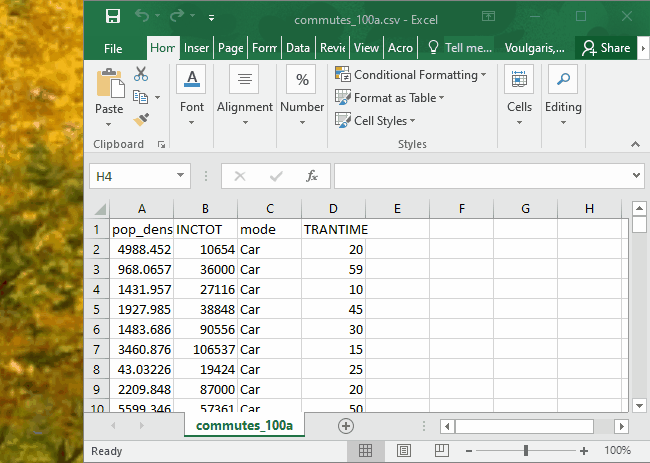 commutes_100a.csv - Excel
File Hom Inser Page Form Data Revie View Acro Tell me... Voulgaris,... Share
Paste
Font
Alignment
Number
Conditional Formatting
Format as Table
Cell Styles
Cells
Editing
Clipboard
Styles
H4
fx
A B C D E F G H
1 pop_dens INCTOT mode TRANTIME
2 4988.452 10654 Car 20
3 968.0657 36000 Car 59
4 1431.957 27116 Car 10
5 1927.985 38848 Car 45
6 1483.686 90556 Car 30
7 3460.876 106537 Car 15
8 43.03226 19424 Car 25
9 2209.848 87000 Car 20
10 5599.346 57361 Car 50
commutes_100a
Ready
100%